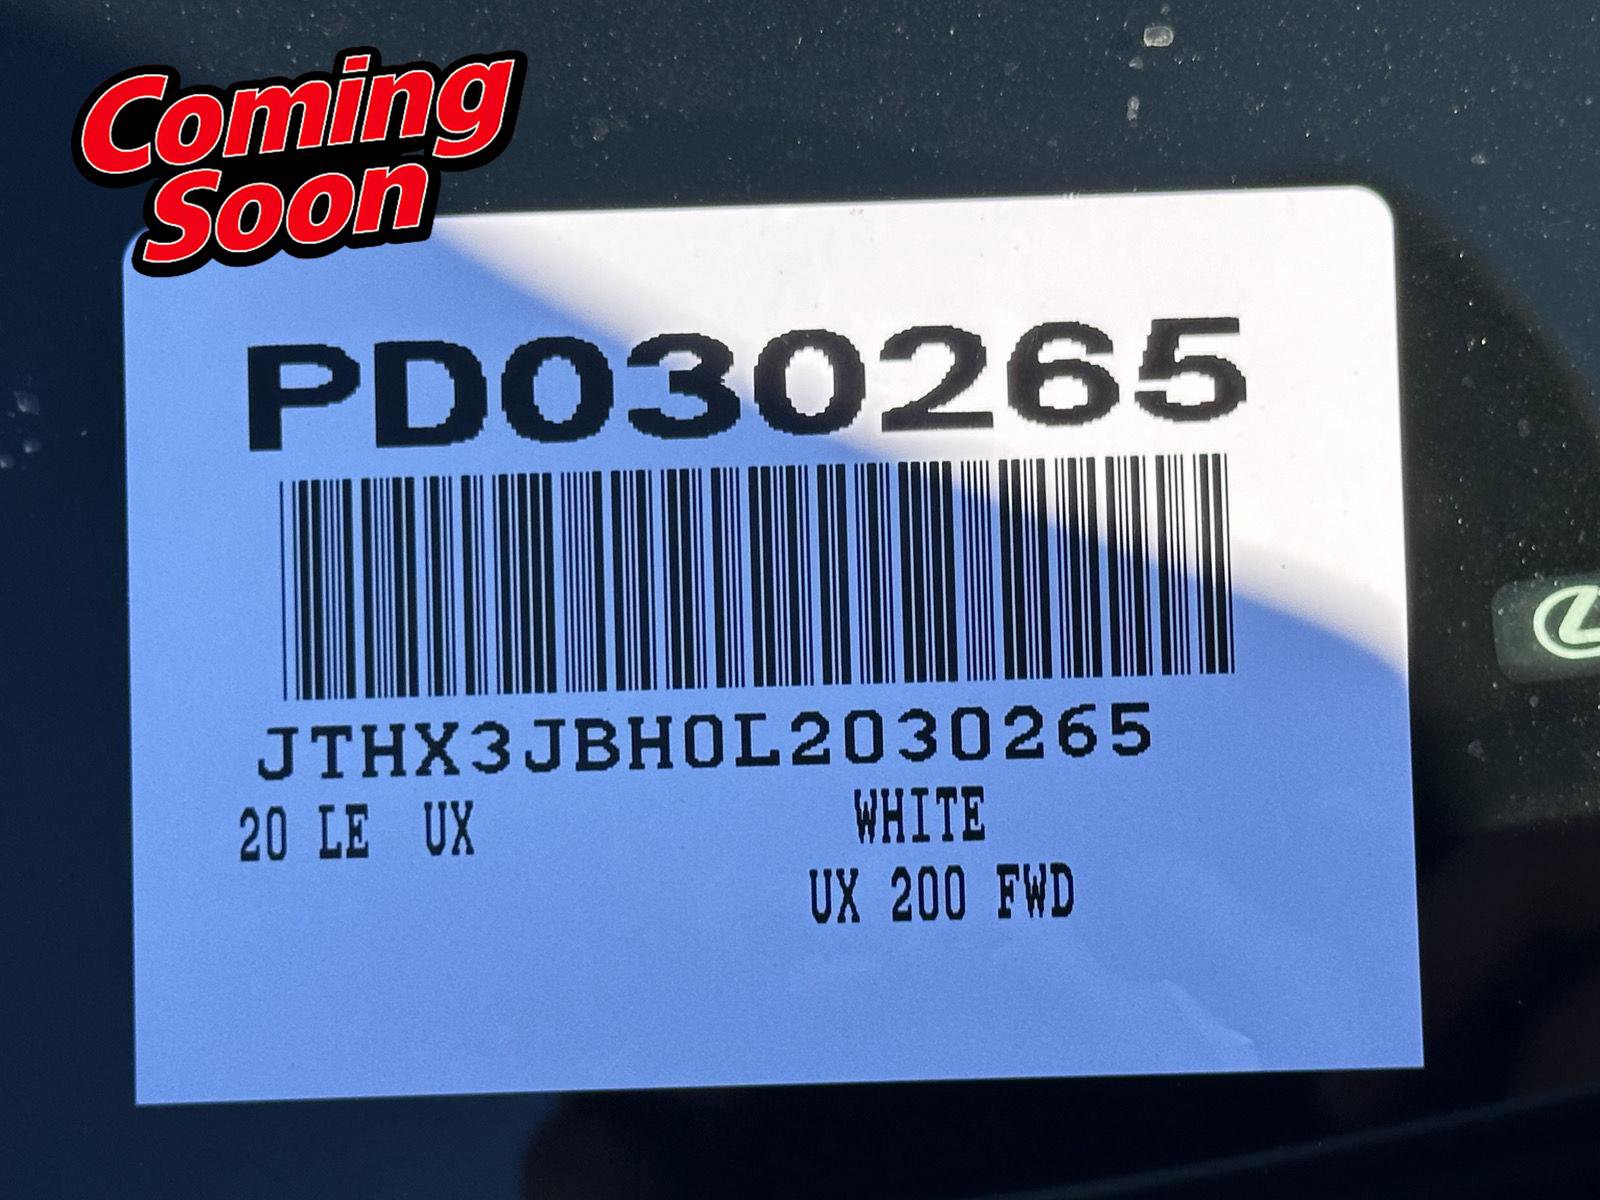 Coming
Soon
PD030265
JTHX3JBH0L2030265
20 LE UX
WHITE
UX 200 FWD